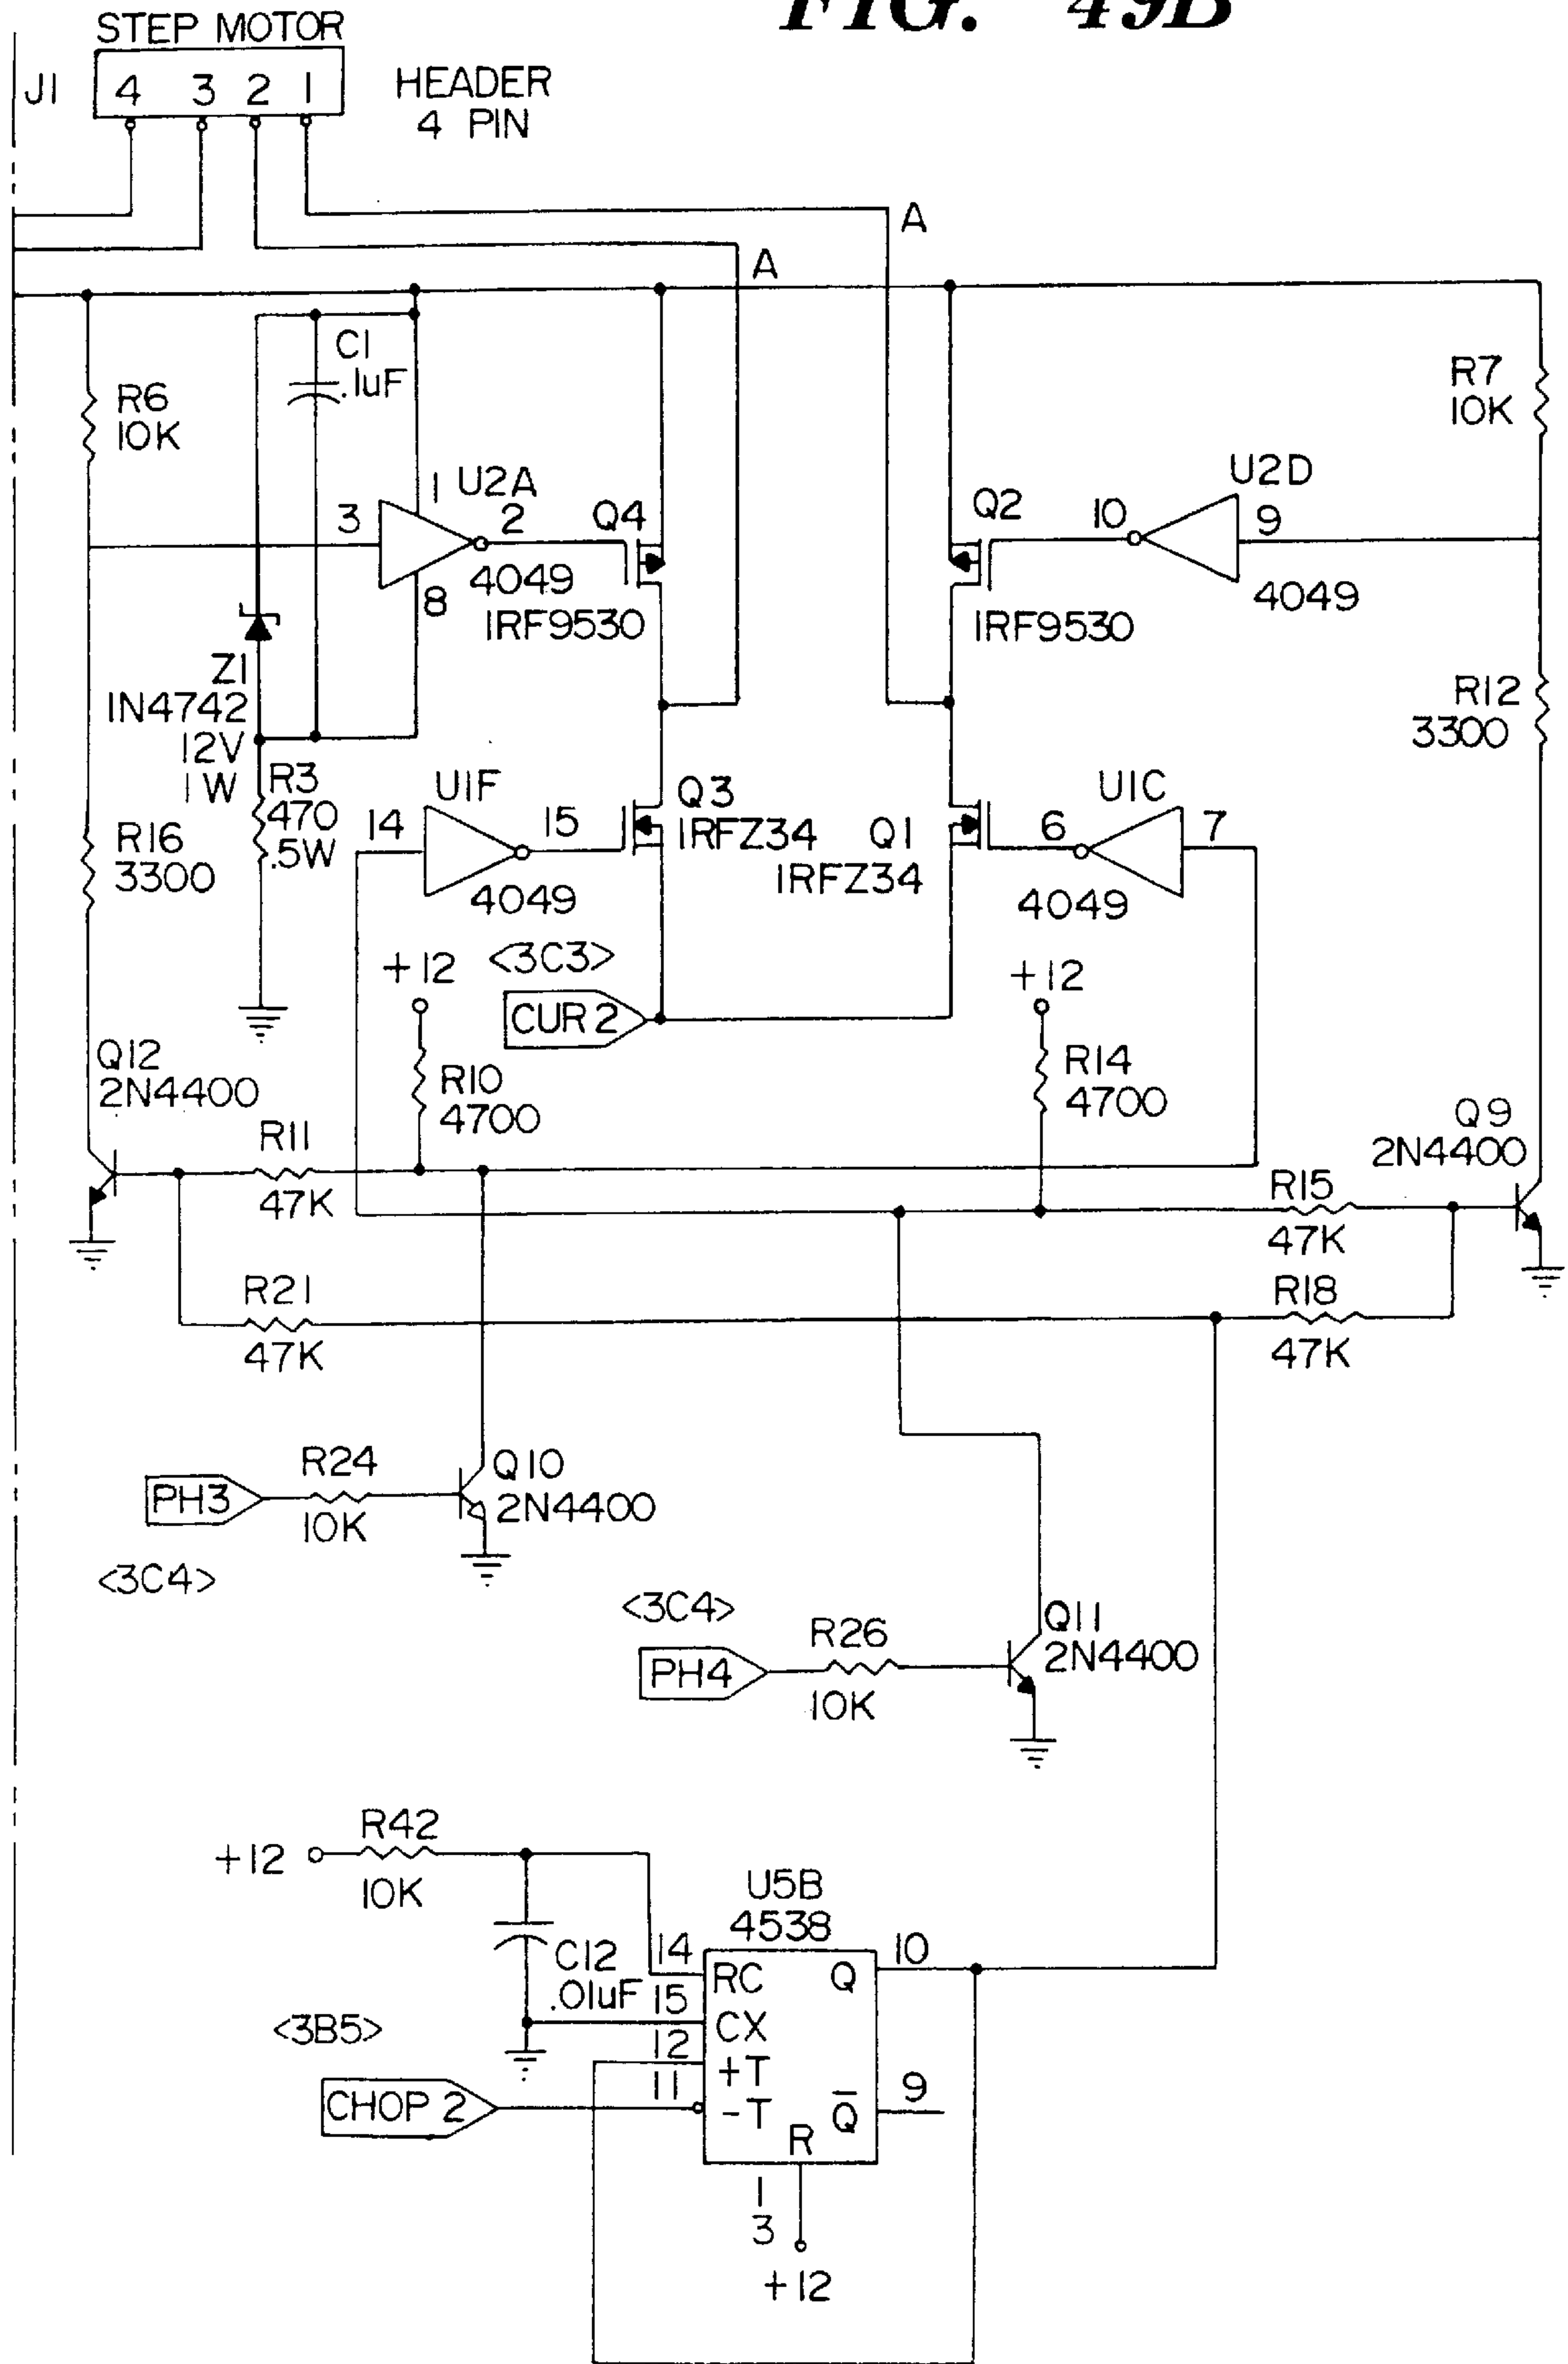 FIG. 49B
STEP MOTOR
J1
4 3 2 1
HEADER
4 PIN
A
A
C1
.1uF
R6
10K
R7
10K
1
U2A
3
2
4049
8
Q4
IRF9530
Q2
IRF9530
10
U2D
9
4049
Z1
1N4742
12V
1W
R3
470
.5W
R12
3300
R16
3300
U1F
14
15
4049
Q3
IRFZ34
Q1
IRFZ34
U1C
6
7
4049
<3C3>
CUR 2
+12
R10
4700
+12
R14
4700
Q12
2N4400
Q9
2N4400
R11
47K
R15
47K
R21
47K
R18
47K
PH3
R24
10K
Q10
2N4400
<3C4>
<3C4>
PH4
R26
10K
Q11
2N4400
+12
R42
10K
U5B
4538
C12
.01uF
14
RC
Q
10
15
CX
12
+T
11
-T
Q̅
9
R
<3B5>
CHOP 2
1
3
+12